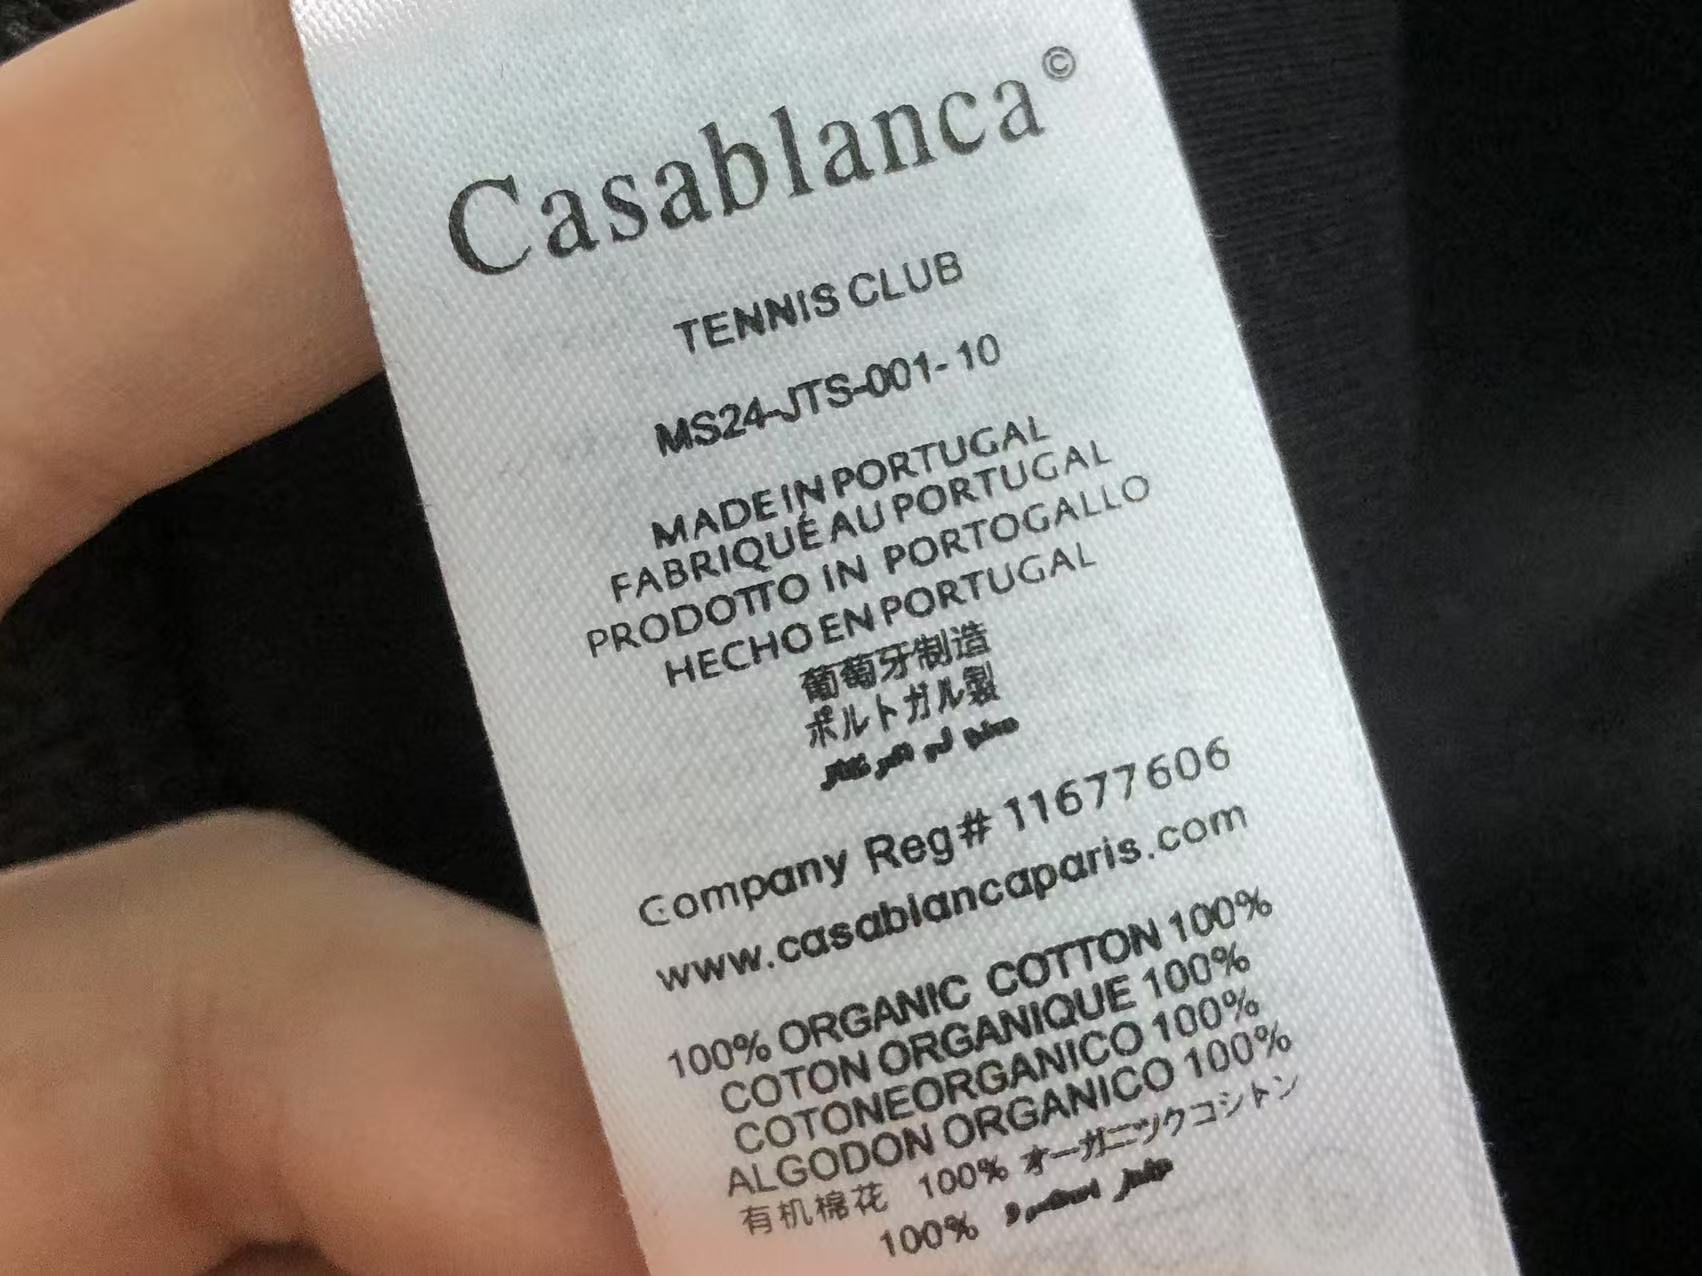 Casablanca©
TENNIS CLUB
MS24-JTS-001-10
MADE IN PORTUGAL
FABRIQUÉ AU PORTUGAL
PRODOTTO IN PORTOGALLO
HECHO EN PORTUGAL
葡萄牙制造
ポルトガル製
Company Reg# 11677606
www.casablancaparis.com
100% ORGANIC COTTON 100%
COTON ORGANIQUE 100%
COTONEORGANICO 100%
ALGODON ORGANICO 100%
有机棉花 100% オーガニックコシトン
100%